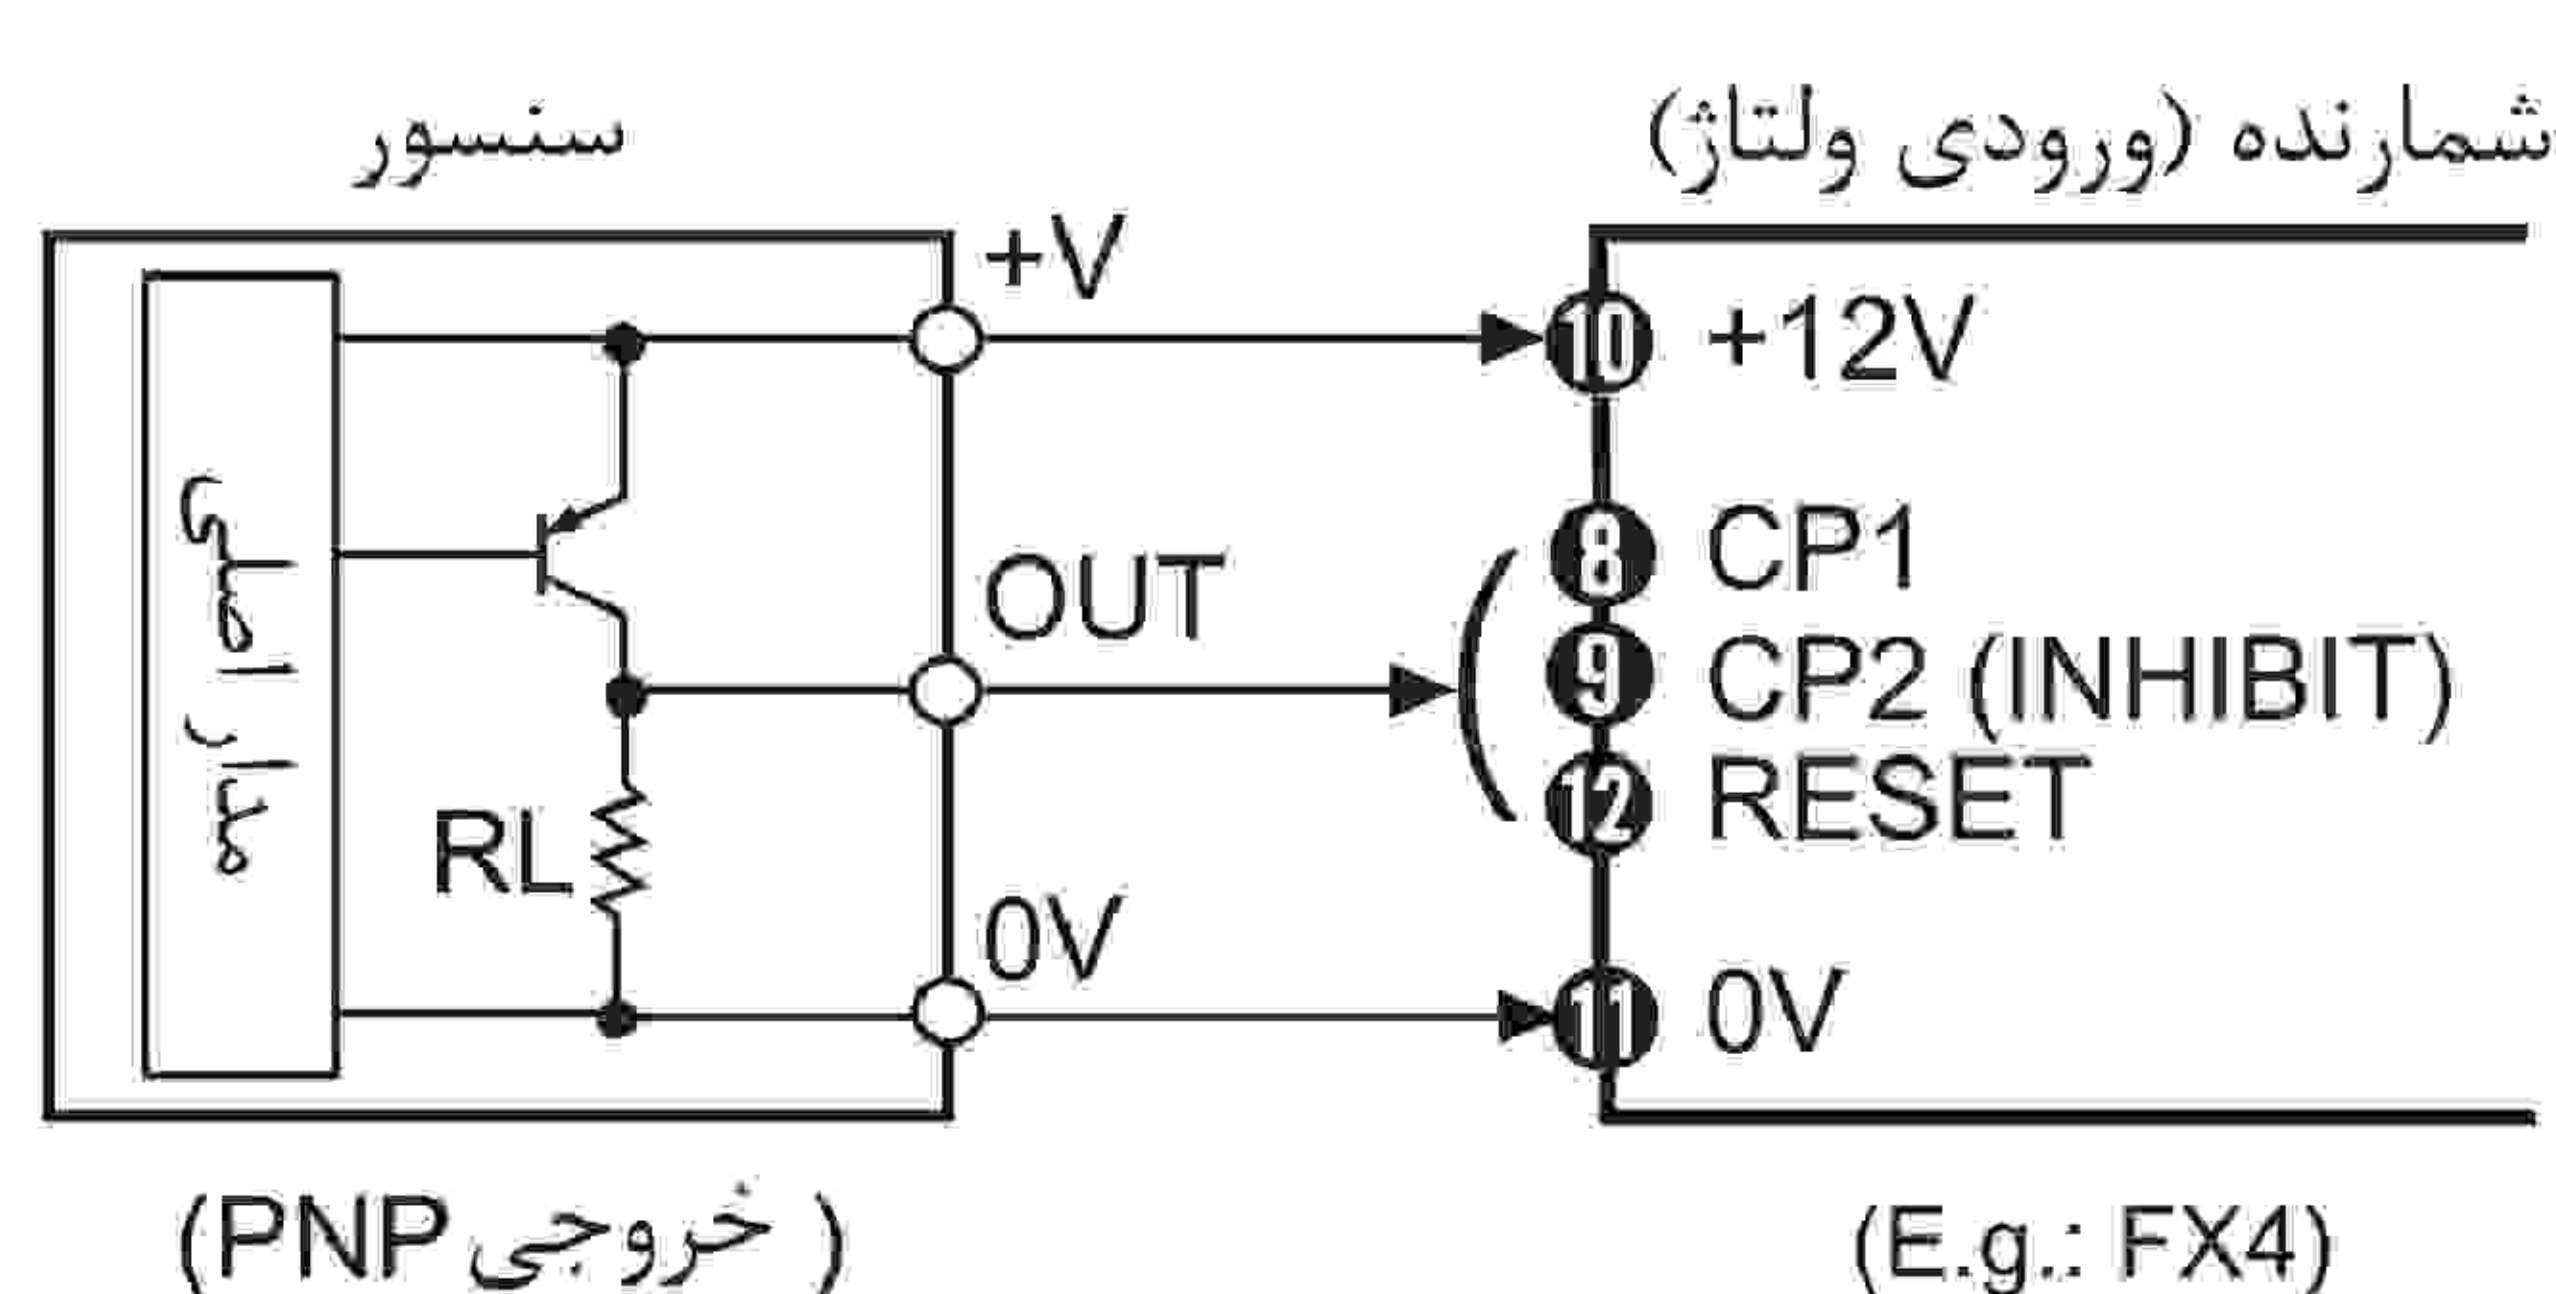 سنسور
شمارنده (ورودی ولتاژ)
+V
10 +12V
مدار اصلی
8 CP1
OUT
9 CP2 (INHIBIT)
12 RESET
RL
0V
11 0V
(خروجی PNP)
(E.g.: FX4)